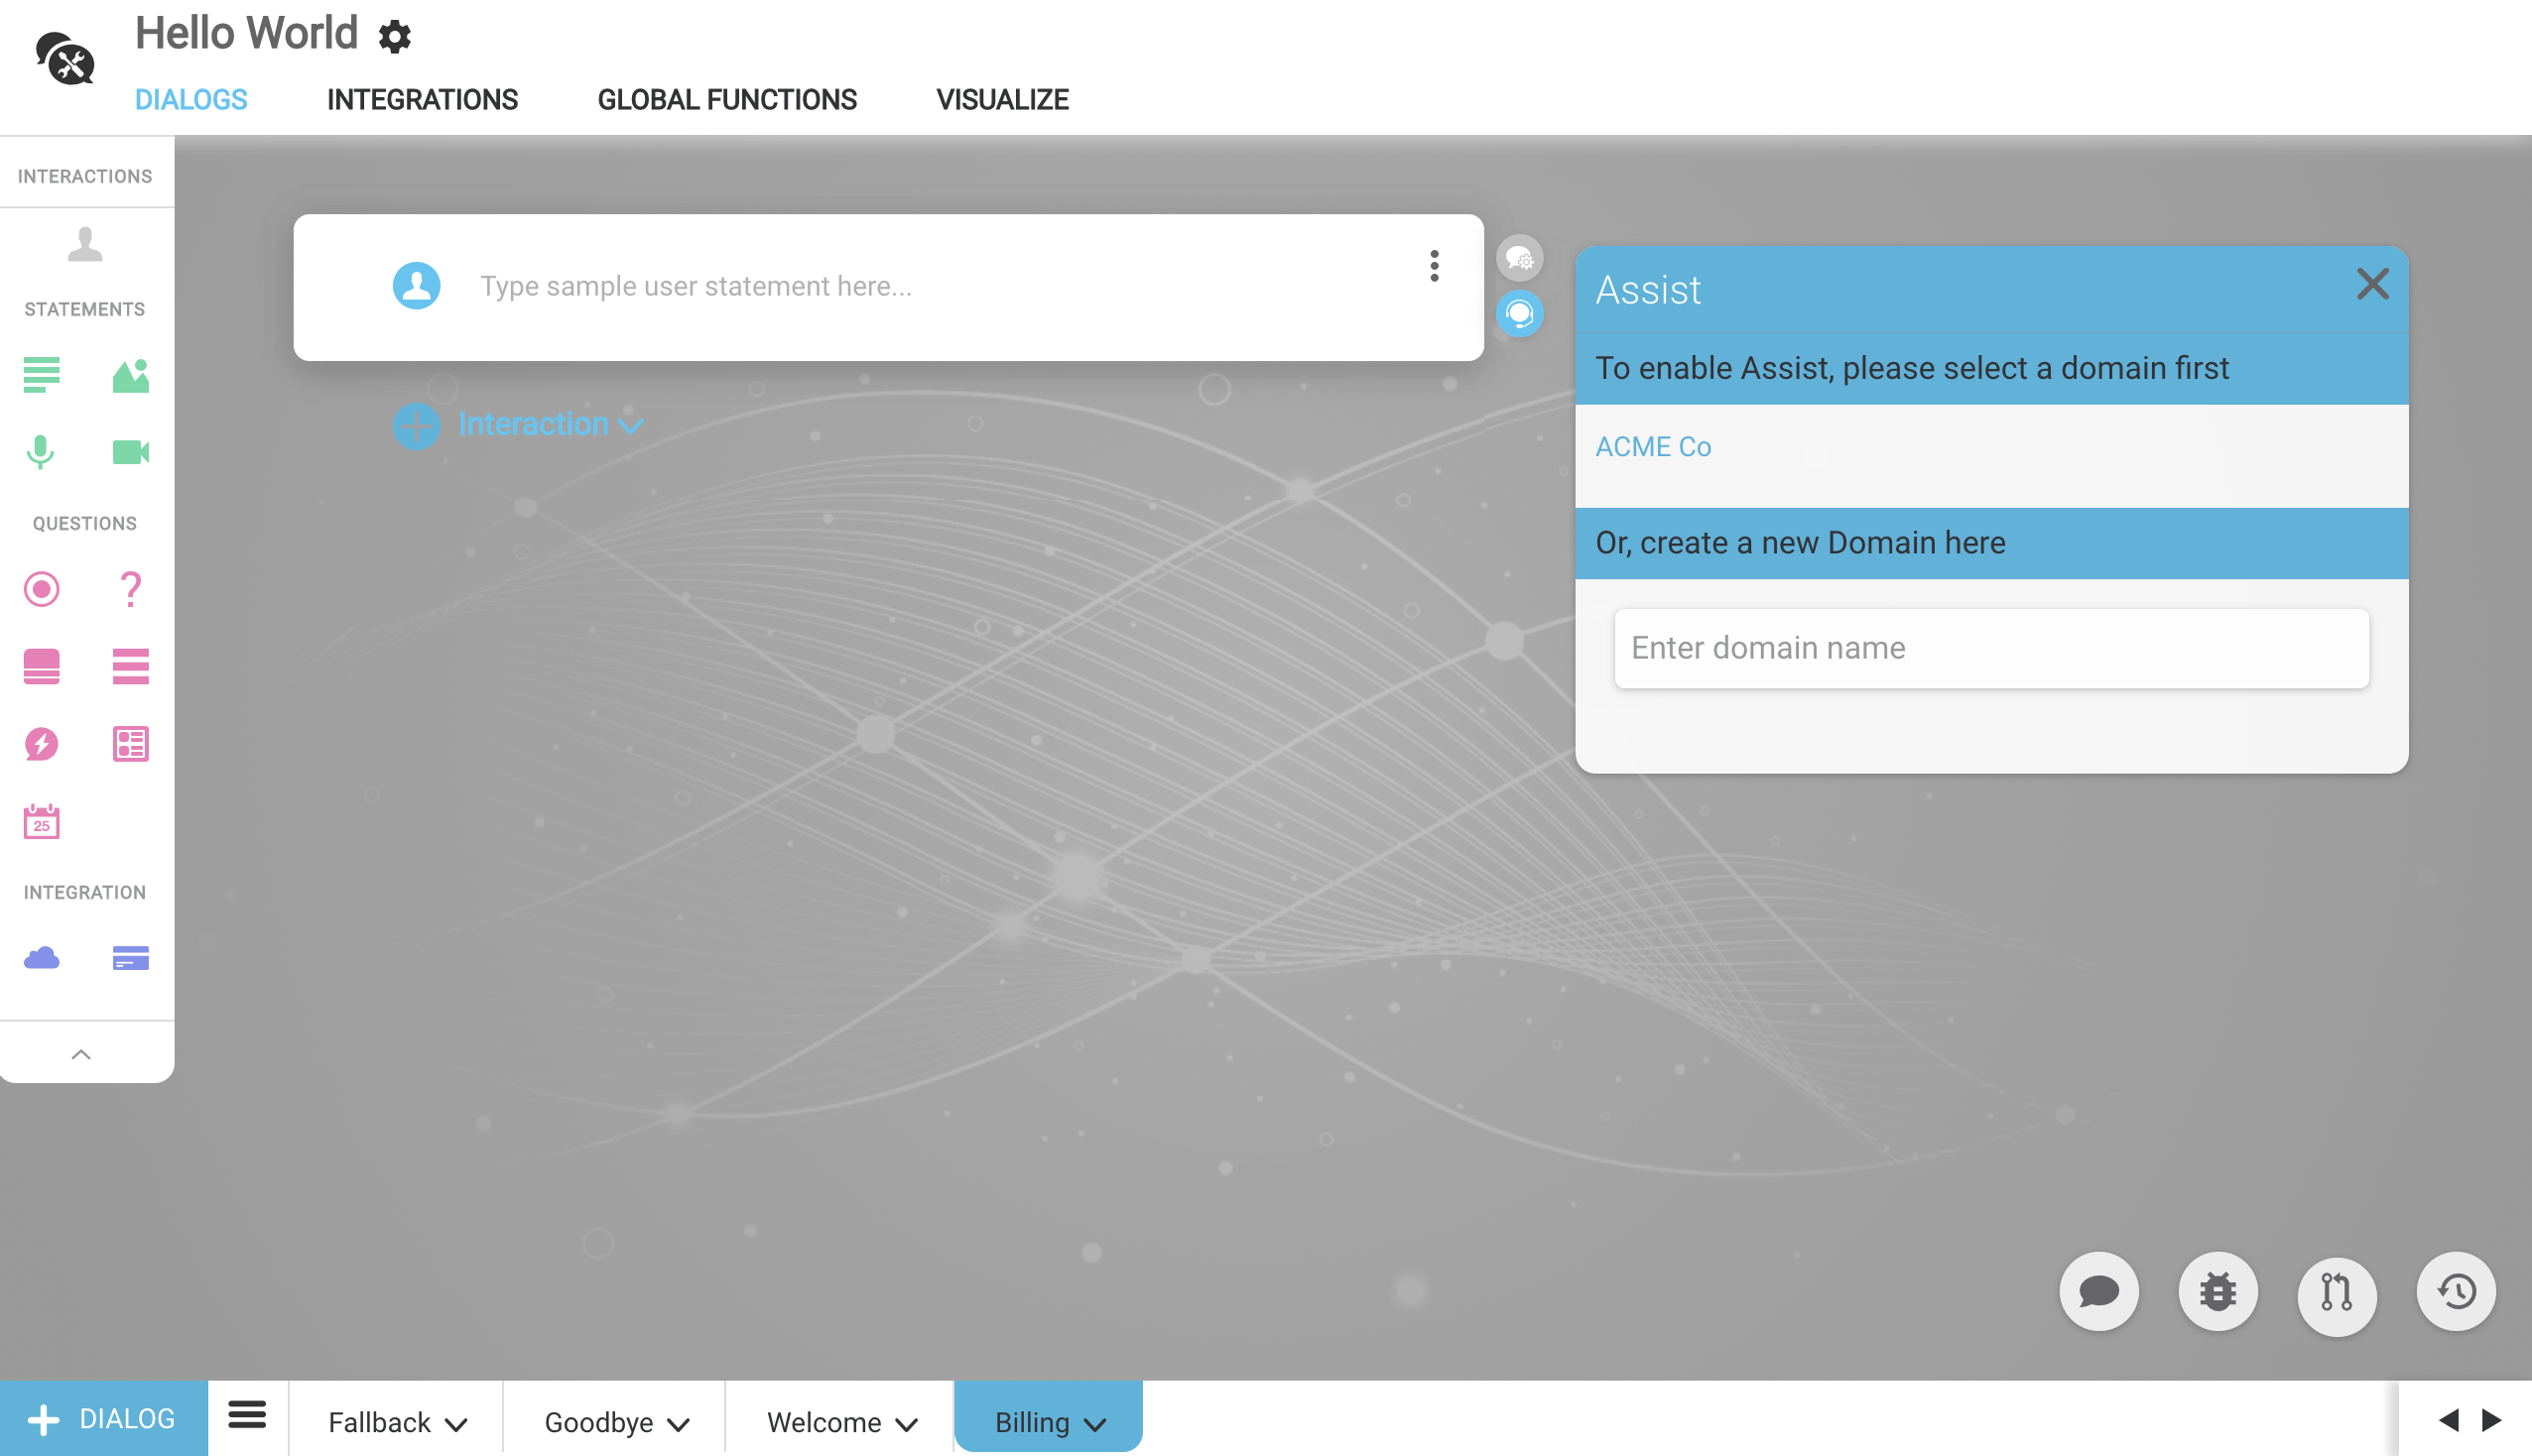 Hello World
DIALOGS INTEGRATIONS GLOBAL FUNCTIONS VISUALIZE
INTERACTIONS
STATEMENTS
QUESTIONS
25
INTEGRATION
Type sample user statement here...
Interaction
Assist
To enable Assist, please select a domain first
ACME Co
Or, create a new Domain here
Enter domain name
DIALOG Fallback Goodbye Welcome Billing